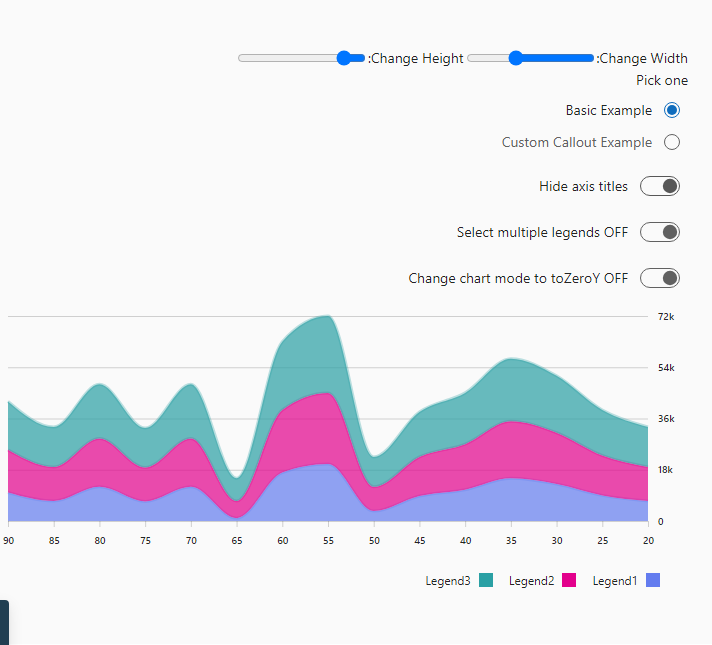 :Change Height :Change Width
Pick one
Basic Example
Custom Callout Example
Hide axis titles
Select multiple legends OFF
Change chart mode to toZeroY OFF
72k
54k
36k
18k
0
90 85 80 75 70 65 60 55 50 45 40 35 30 25 20
Legend3 Legend2 Legend1